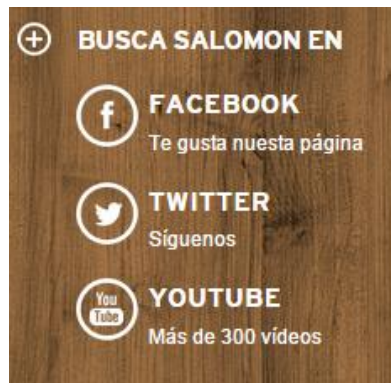 BUSCA SALOMON EN
FACEBOOK
Te gusta nuesta página
TWITTER
Síguenos
You
Tube
YOUTUBE
Más de 300 vídeos